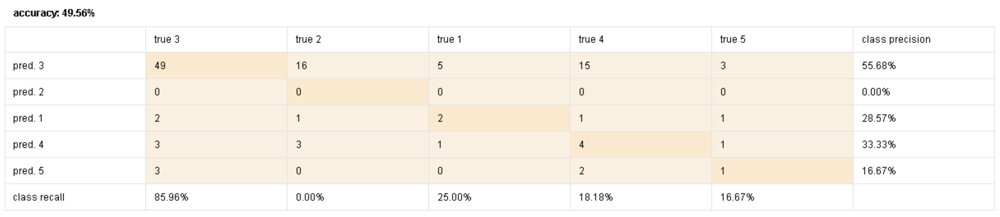 accuracy: 49.56%
true 3 true 2 true 1 true 4 true 5 class precision
pred. 3 49 16 5 15 3 55.68%
pred. 2 0 0 0 0 0 0.00%
pred. 1 2 1 2 1 1 28.57%
pred. 4 3 3 1 4 1 33.33%
pred. 5 3 0 0 2 1 16.67%
class recall 85.96% 0.00% 25.00% 18.18% 16.67%